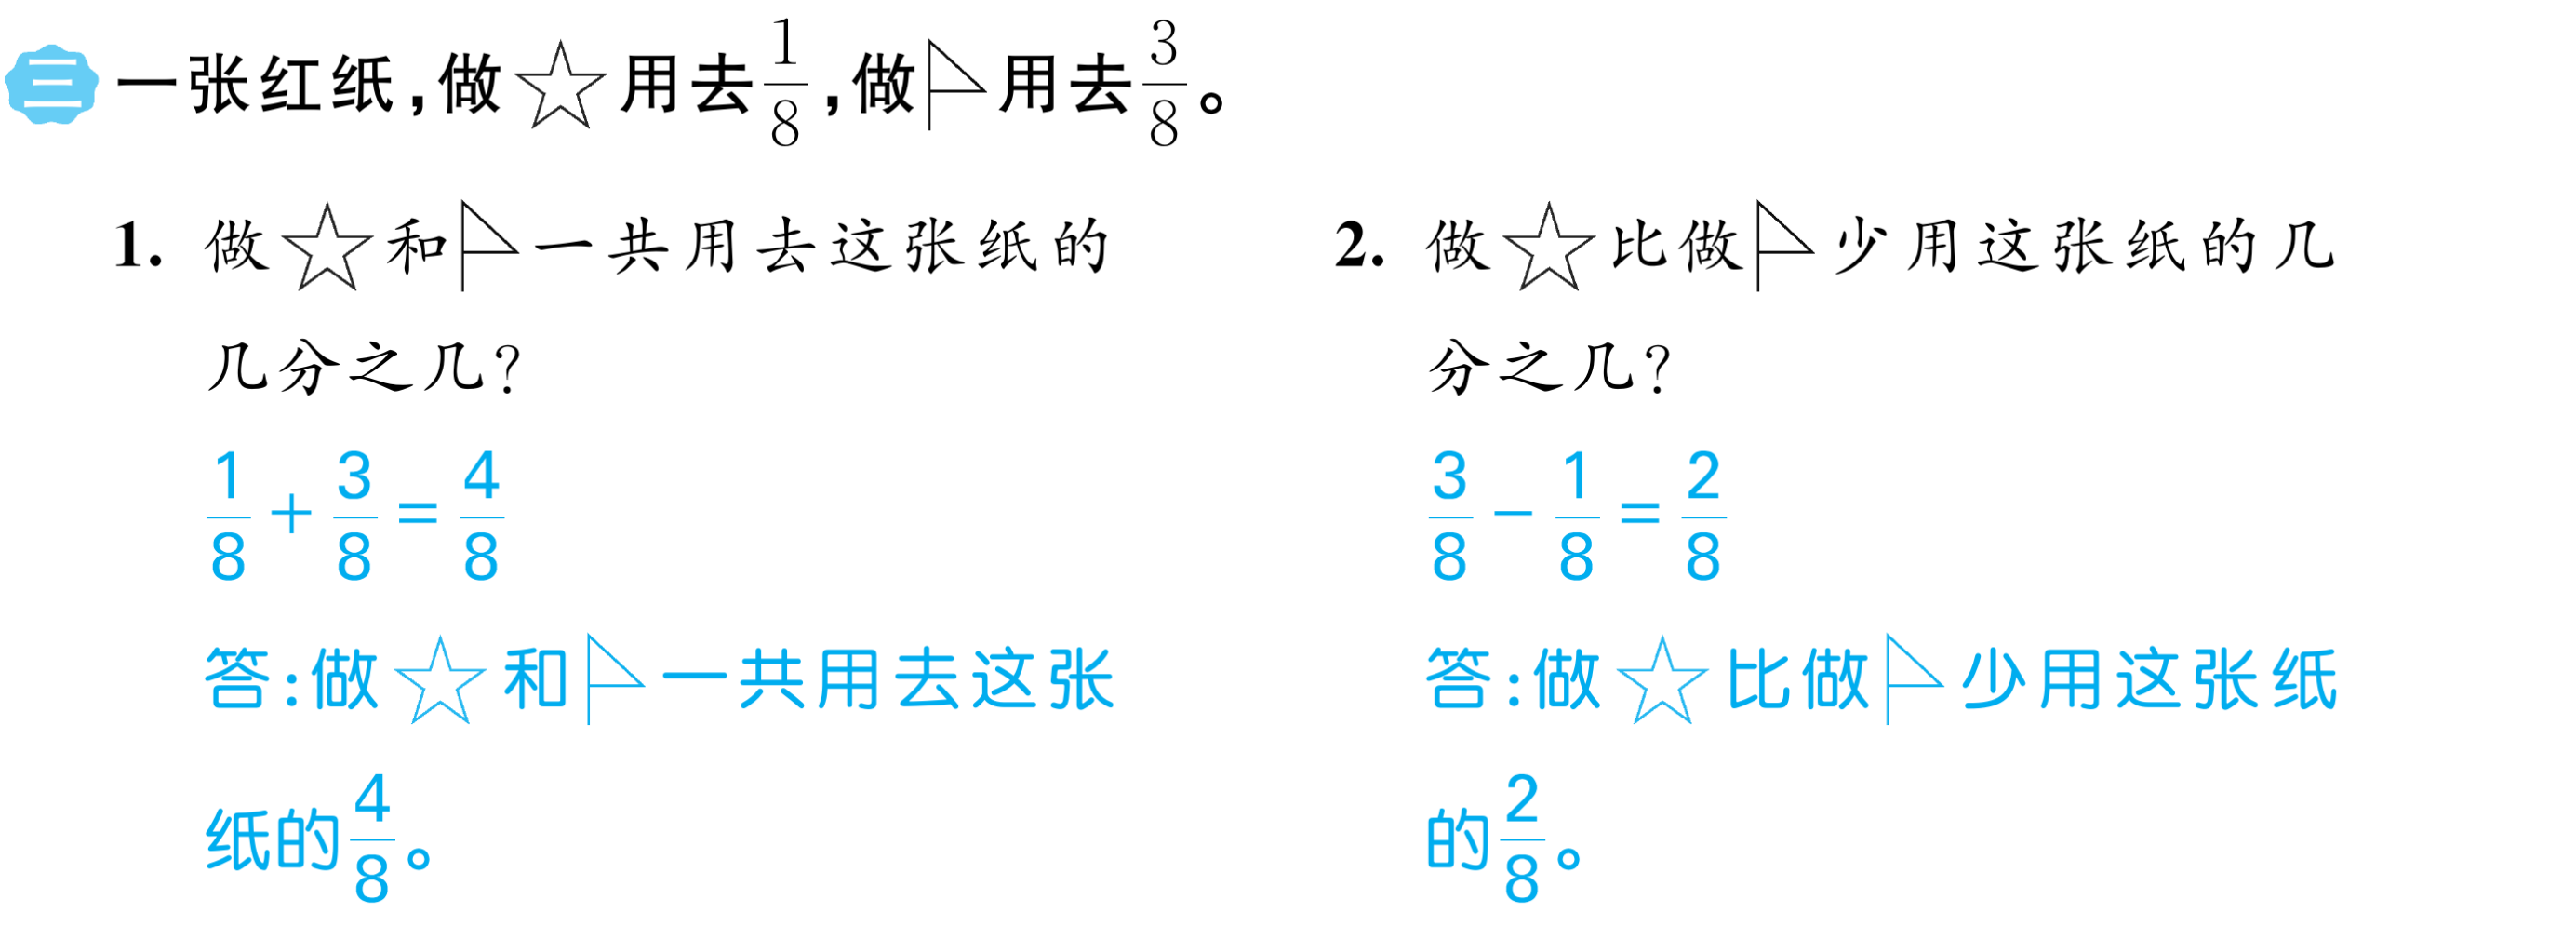 三 一张红纸,做☆用去1/8,做⚐用去3/8。
1. 做☆和⚐一共用去这张纸的
几分之几?
1/8+3/8=4/8
答:做☆和⚐一共用去这张
纸的4/8。
2. 做☆比做⚐少用这张纸的几
分之几?
3/8-1/8=2/8
答:做☆比做⚐少用这张纸
的2/8。